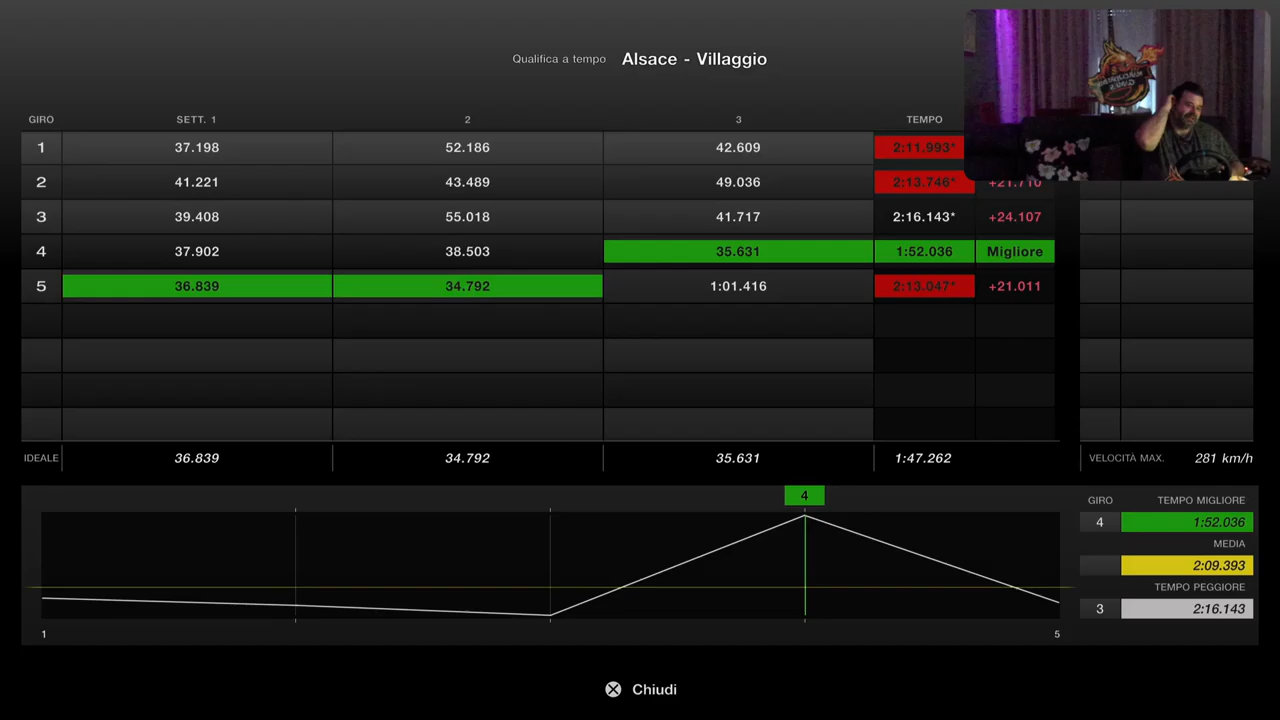 Qualifica a tempo Alsace - Villaggio
GIRO SETT. 1 2 3 TEMPO
1 37.198 52.186 42.609 2:11.993*
2 41.221 43.489 49.036 2:13.746* +21.710
3 39.408 55.018 41.717 2:16.143* +24.107
4 37.902 38.503 35.631 1:52.036 Migliore
5 36.839 34.792 1:01.416 2:13.047* +21.011
IDEALE 36.839 34.792 35.631 1:47.262 VELOCITÀ MAX. 281 km/h
4
GIRO TEMPO MIGLIORE
4 1:52.036
MEDIA
2:09.393
TEMPO PEGGIORE
3 2:16.143
1 5
Chiudi